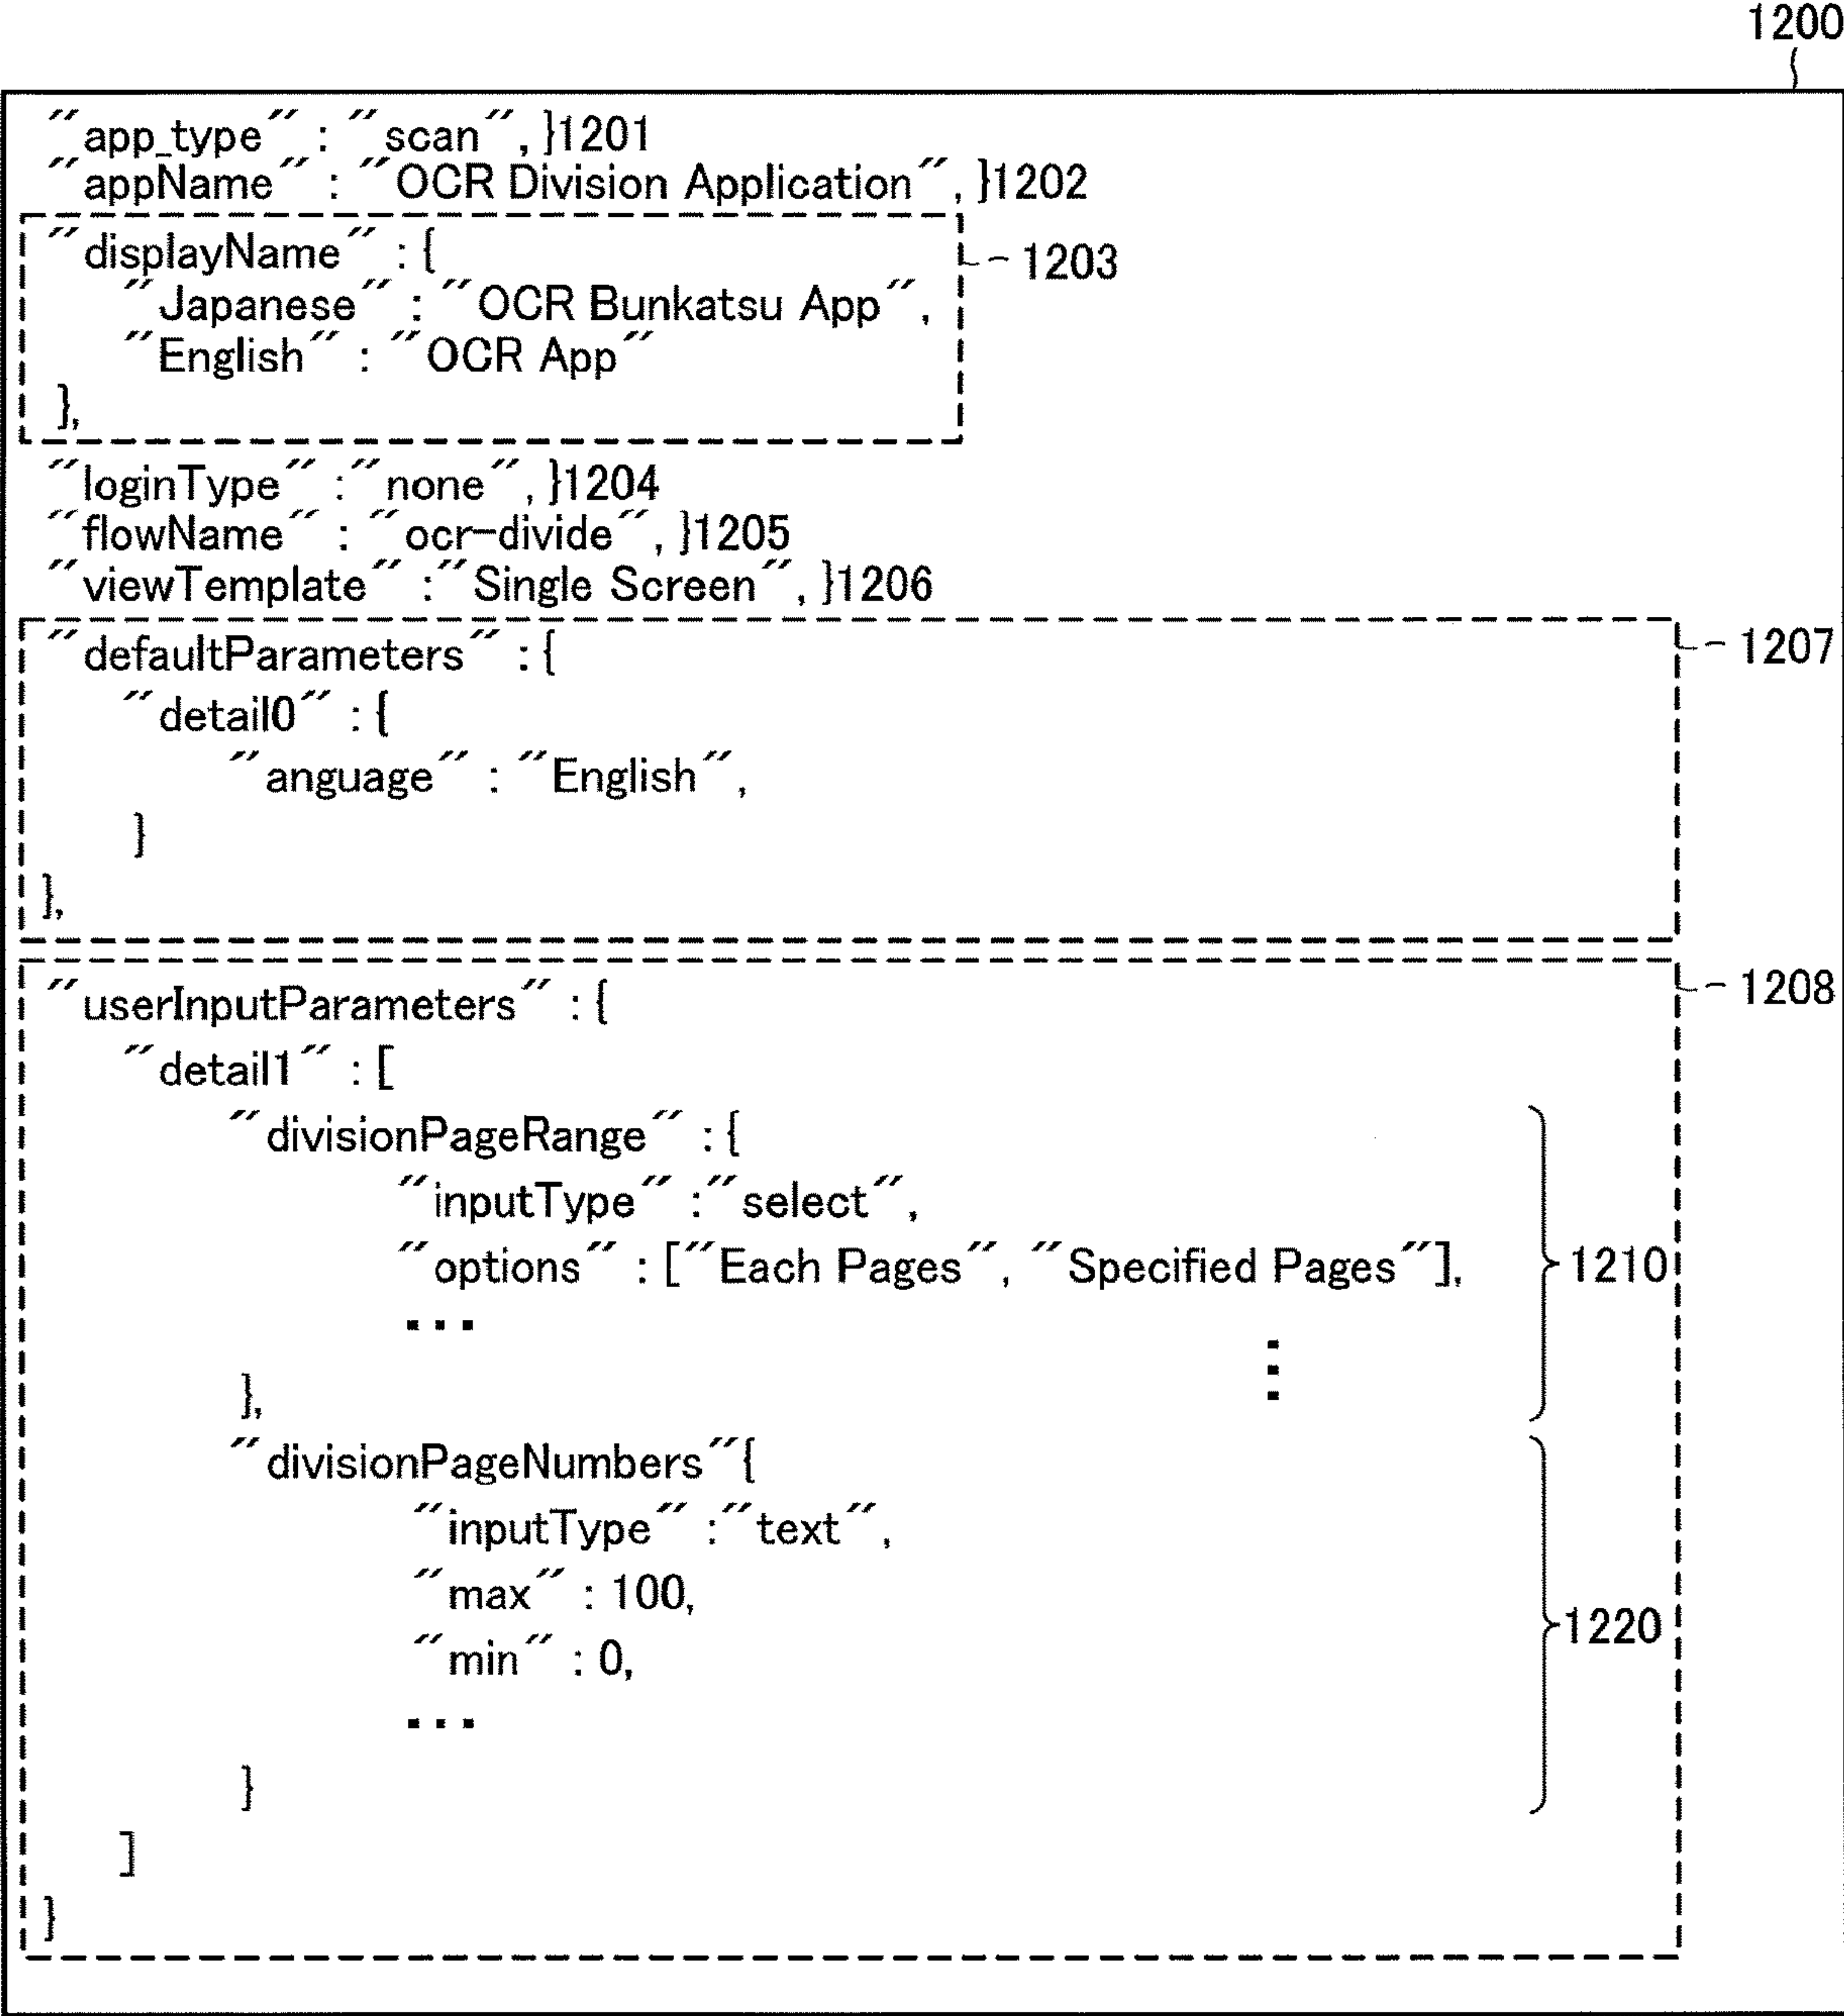 1200
"app_type" : "scan", }1201
"appName" : "OCR Division Application", }1202
"displayName" : { 1203
"Japanese" : "OCR Bunkatsu App",
"English" : "OCR App"
},
"loginType" :"none", }1204
"flowName" : "ocr-divide", }1205
"viewTemplate" :"Single Screen", }1206
"defaultParameters" : { 1207
"detail0" : {
"anguage" : "English",
}
},
"userInputParameters" : { 1208
"detail1" : [
"divisionPageRange" : {
"inputType" :"select",
"options" : ["Each Pages", "Specified Pages"], 1210
...
⋮
},
"divisionPageNumbers"{
"inputType" :"text",
"max" : 100,
"min" : 0, 1220
...
}
]
}